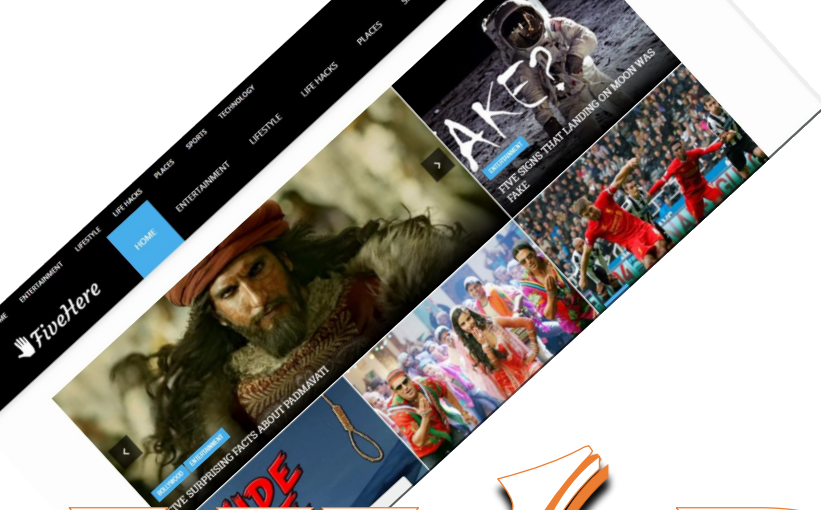 ENTERTAINMENT
LIFESTYLE
LIFE HACKS
PLACES
SPORTS
TECHNOLOGY
FiveHere
HOME
ENTERTAINMENT
LIFESTYLE
LIFE HACKS
PLACES
AKE?
ENTERTAINMENT
FIVE SIGNS THAT LANDING ON MOON WAS
FAKE
BOLLYWOOD
ENTERTAINMENT
FIVE SURPRISING FACTS ABOUT PADMAVATI